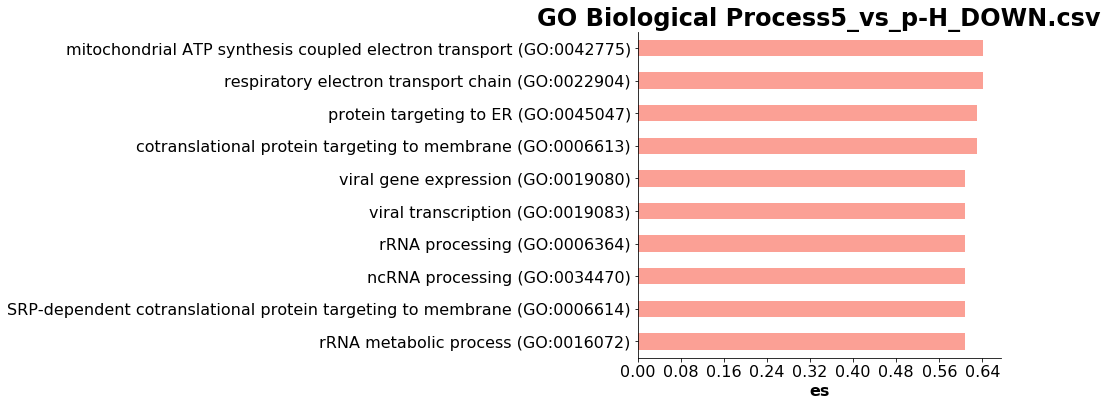 GO Biological Process5_vs_p-H_DOWN.csv
mitochondrial ATP synthesis coupled electron transport (GO:0042775)
respiratory electron transport chain (GO:0022904)
protein targeting to ER (GO:0045047)
cotranslational protein targeting to membrane (GO:0006613)
viral gene expression (GO:0019080)
viral transcription (GO:0019083)
rRNA processing (GO:0006364)
ncRNA processing (GO:0034470)
SRP-dependent cotranslational protein targeting to membrane (GO:0006614)
rRNA metabolic process (GO:0016072)
0.00 0.08 0.16 0.24 0.32 0.40 0.48 0.56 0.64
es